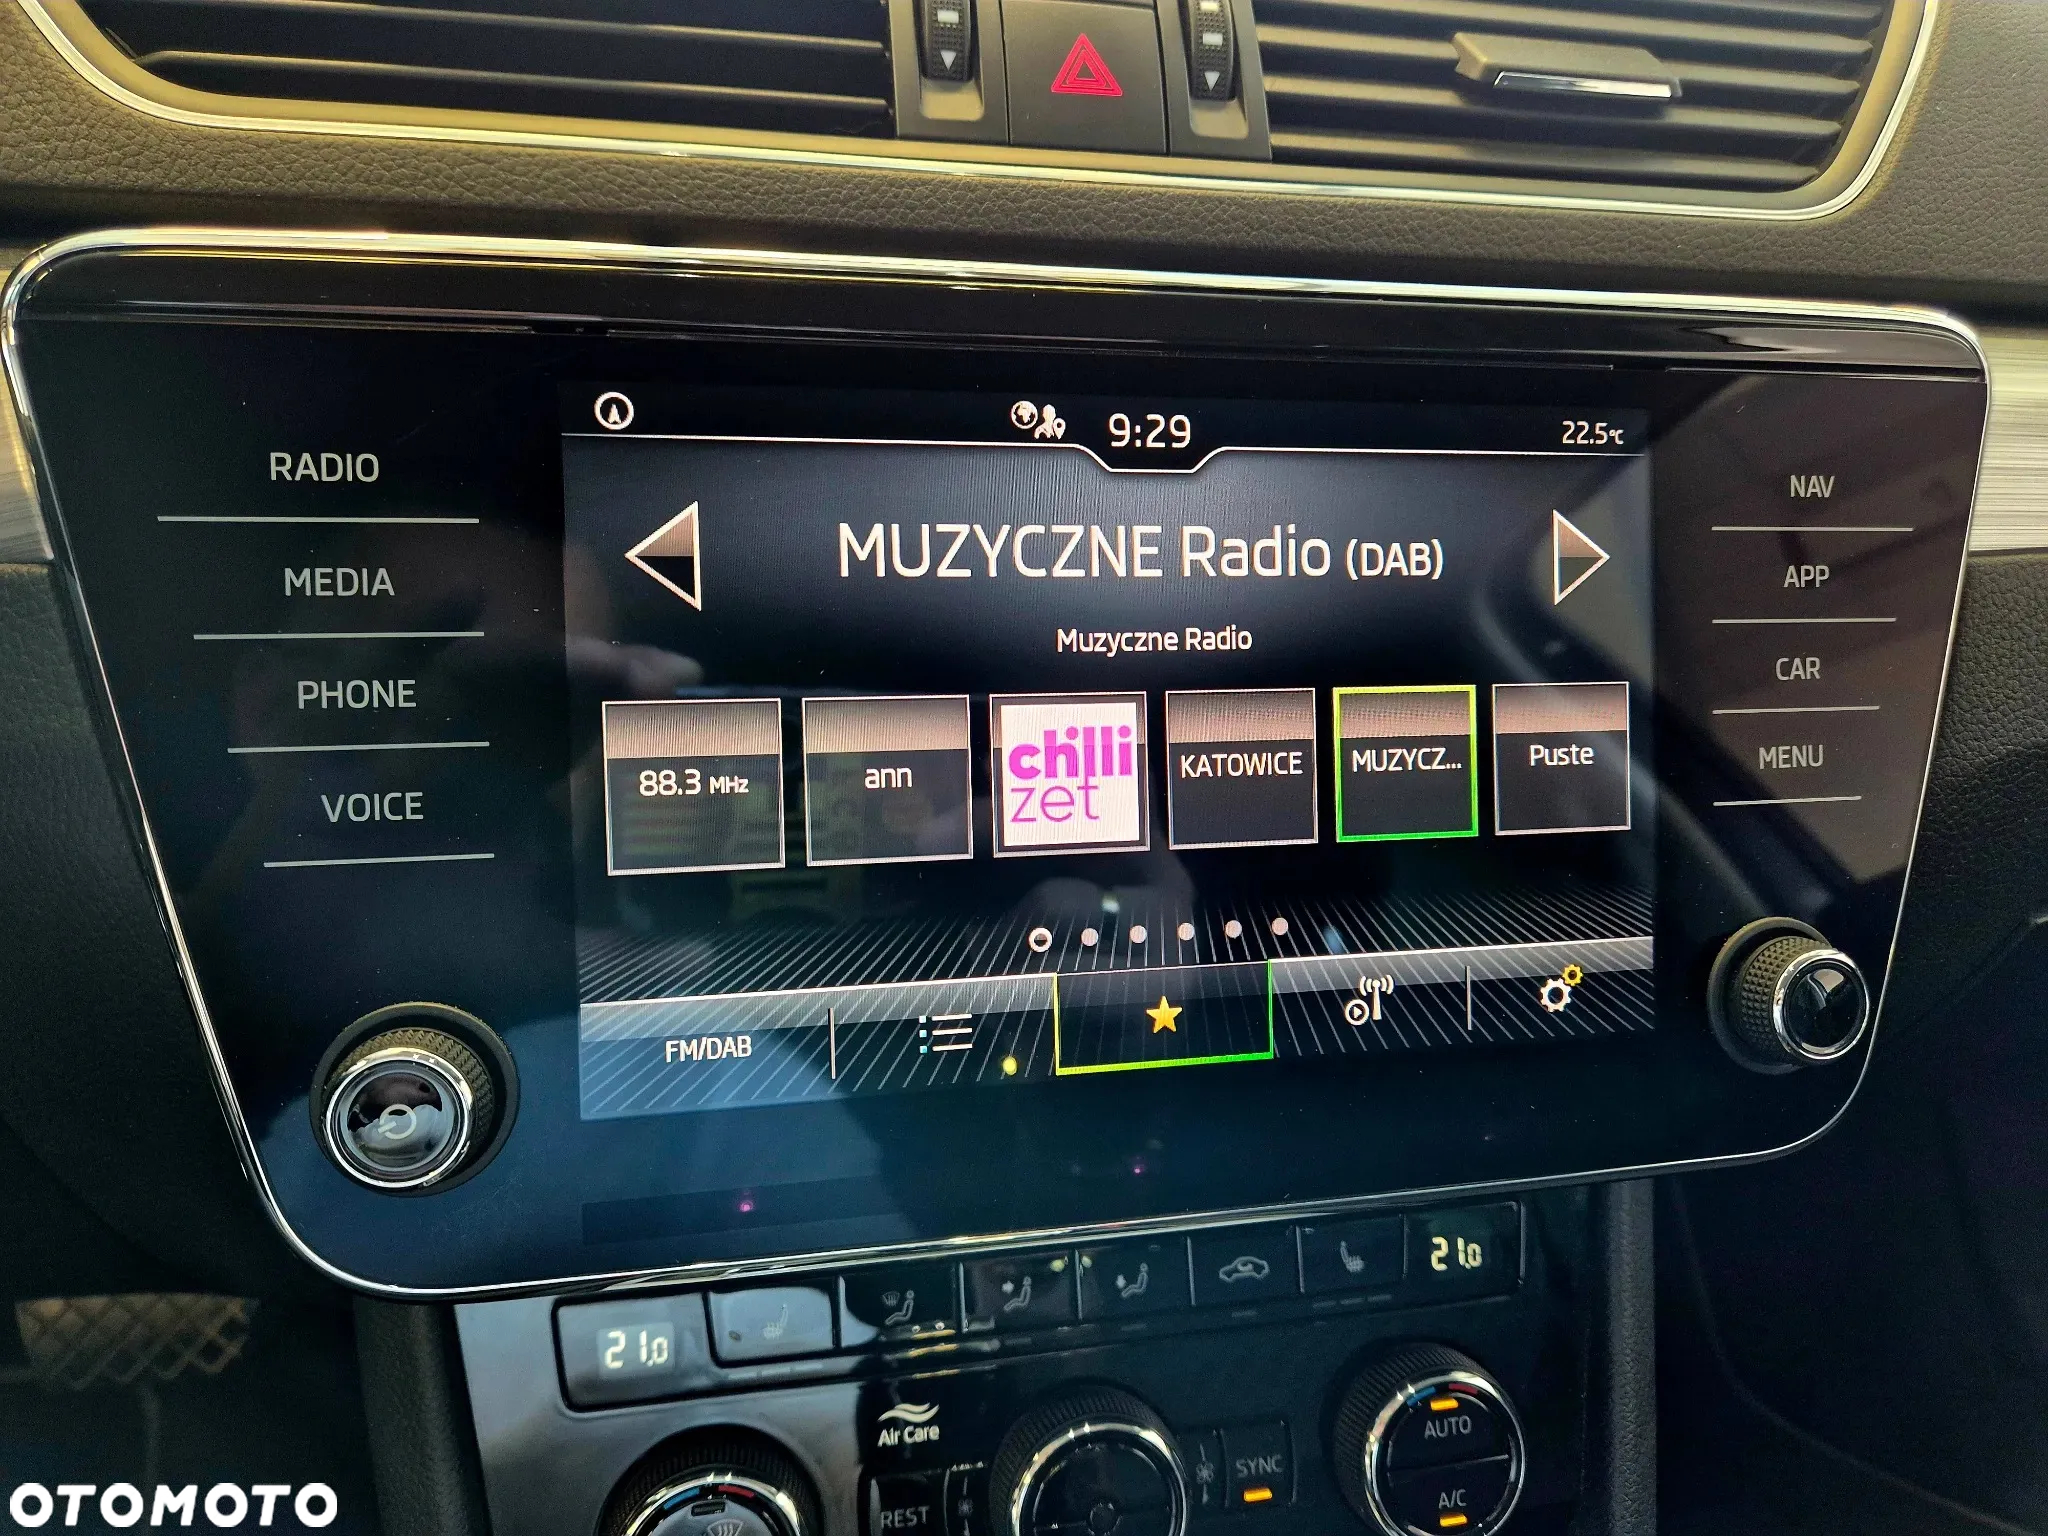 9:29
22.5°C
RADIO
MEDIA
PHONE
VOICE
MUZYCZNE Radio (DAB)
Muzyczne Radio
88.3 MHz
ann
chilli
zet
KATOWICE
MUZYCZ...
Puste
FM/DAB
NAV
APP
CAR
MENU
21.0
21.0
Air Care
REST
SYNC
AUTO
A/C
OTOMOTO